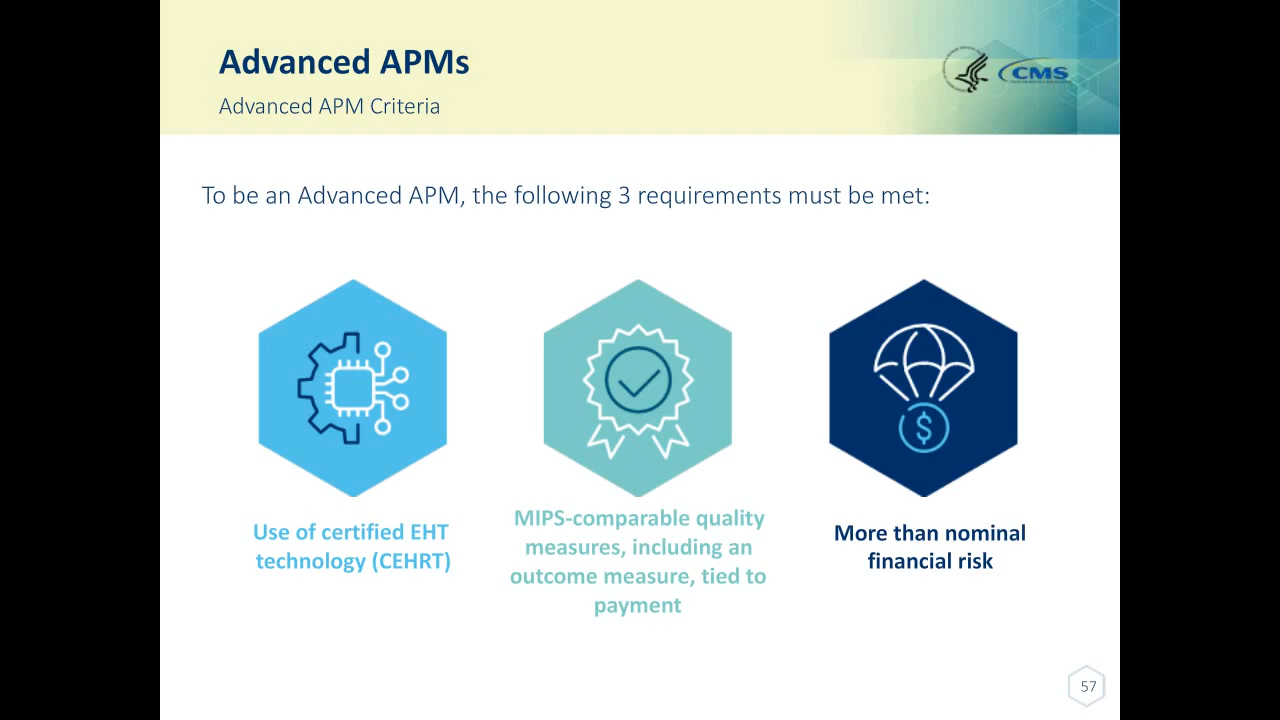 Advanced APMs
Advanced APM Criteria
CMS
To be an Advanced APM, the following 3 requirements must be met:
$
Use of certified EHT
technology (CEHRT)
MIPS-comparable quality
measures, including an
outcome measure, tied to
payment
More than nominal
financial risk
57